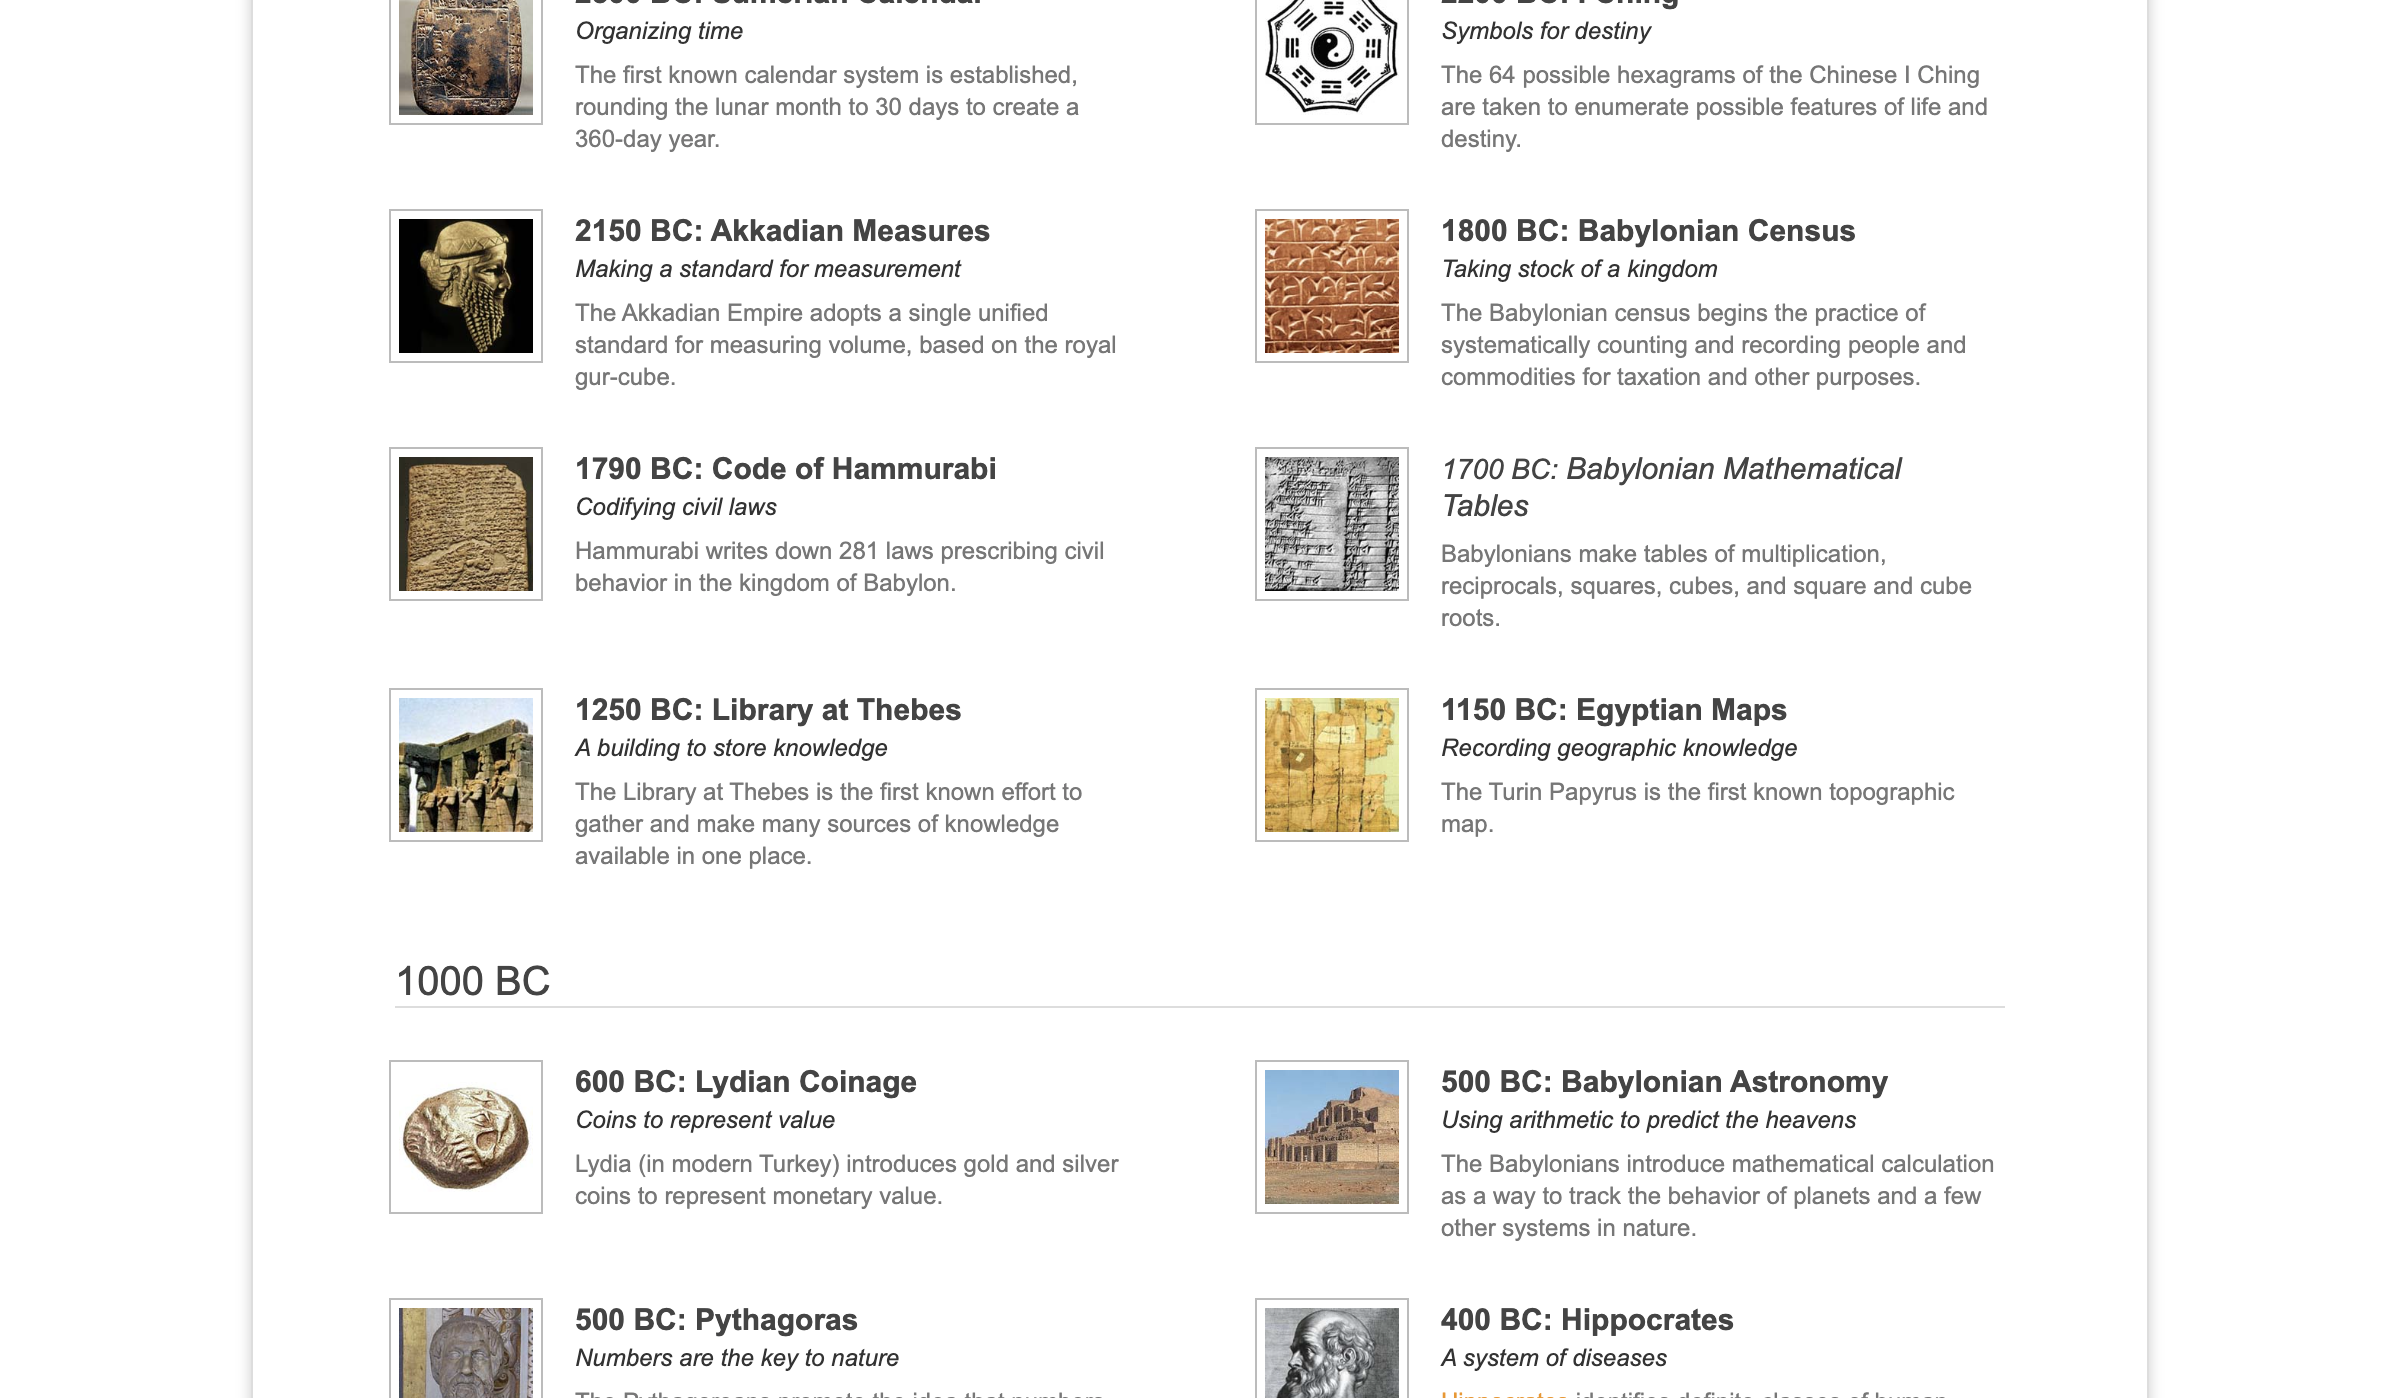 Organizing time
The first known calendar system is established,
rounding the lunar month to 30 days to create a
360-day year.
Symbols for destiny
The 64 possible hexagrams of the Chinese I Ching
are taken to enumerate possible features of life and
destiny.
2150 BC: Akkadian Measures
Making a standard for measurement
The Akkadian Empire adopts a single unified
standard for measuring volume, based on the royal
gur-cube.
1800 BC: Babylonian Census
Taking stock of a kingdom
The Babylonian census begins the practice of
systematically counting and recording people and
commodities for taxation and other purposes.
1790 BC: Code of Hammurabi
Codifying civil laws
Hammurabi writes down 281 laws prescribing civil
behavior in the kingdom of Babylon.
1700 BC: Babylonian Mathematical
Tables
Babylonians make tables of multiplication,
reciprocals, squares, cubes, and square and cube
roots.
1250 BC: Library at Thebes
A building to store knowledge
The Library at Thebes is the first known effort to
gather and make many sources of knowledge
available in one place.
1150 BC: Egyptian Maps
Recording geographic knowledge
The Turin Papyrus is the first known topographic
map.
1000 BC
600 BC: Lydian Coinage
Coins to represent value
Lydia (in modern Turkey) introduces gold and silver
coins to represent monetary value.
500 BC: Babylonian Astronomy
Using arithmetic to predict the heavens
The Babylonians introduce mathematical calculation
as a way to track the behavior of planets and a few
other systems in nature.
500 BC: Pythagoras
Numbers are the key to nature
400 BC: Hippocrates
A system of diseases